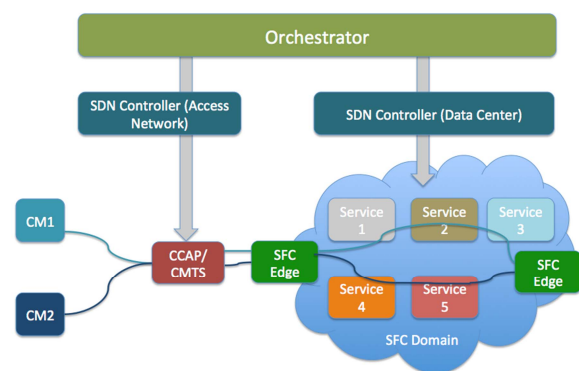 Orchestrator
SDN Controller (Access
Network)
SDN Controller (Data Center)
CM1
Service
1
Service
2
Service
3
CCAP/
CMTS
SFC
Edge
SFC
Edge
CM2
Service
4
Service
5
SFC Domain